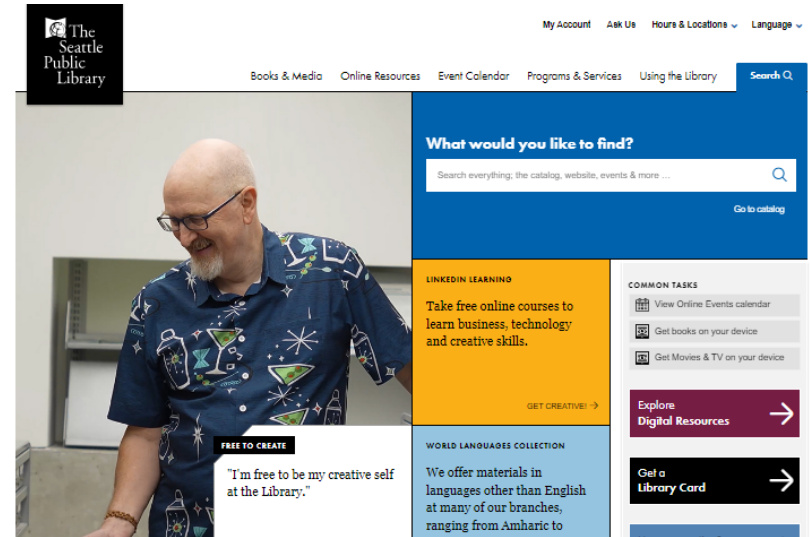 The
Seattle
Public
Library
My Account Ask Us Hours & Locations Language
Books & Media Online Resources Event Calendar Programs & Services Using the Library Search
What would you like to find?
Search everything; the catalog, website, events & more ...
Go to catalog
LINKEDIN LEARNING
Take free online courses to
learn business, technology
and creative skills.
GET CREATIVE! →
COMMON TASKS
View Online Events calendar
Get books on your device
Get Movies & TV on your device
Explore
Digital Resources
Get a
Library Card
FREE TO CREATE
"I'm free to be my creative self
at the Library."
WORLD LANGUAGES COLLECTION
We offer materials in
languages other than English
at many of our branches,
ranging from Amharic to